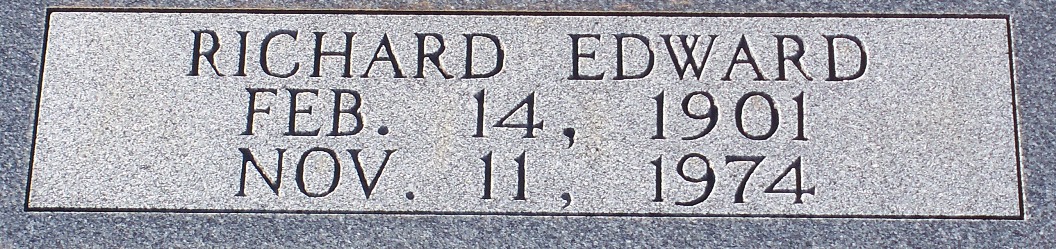 RICHARD EDWARD
FEB. 14, 1901
NOV. 11, 1974